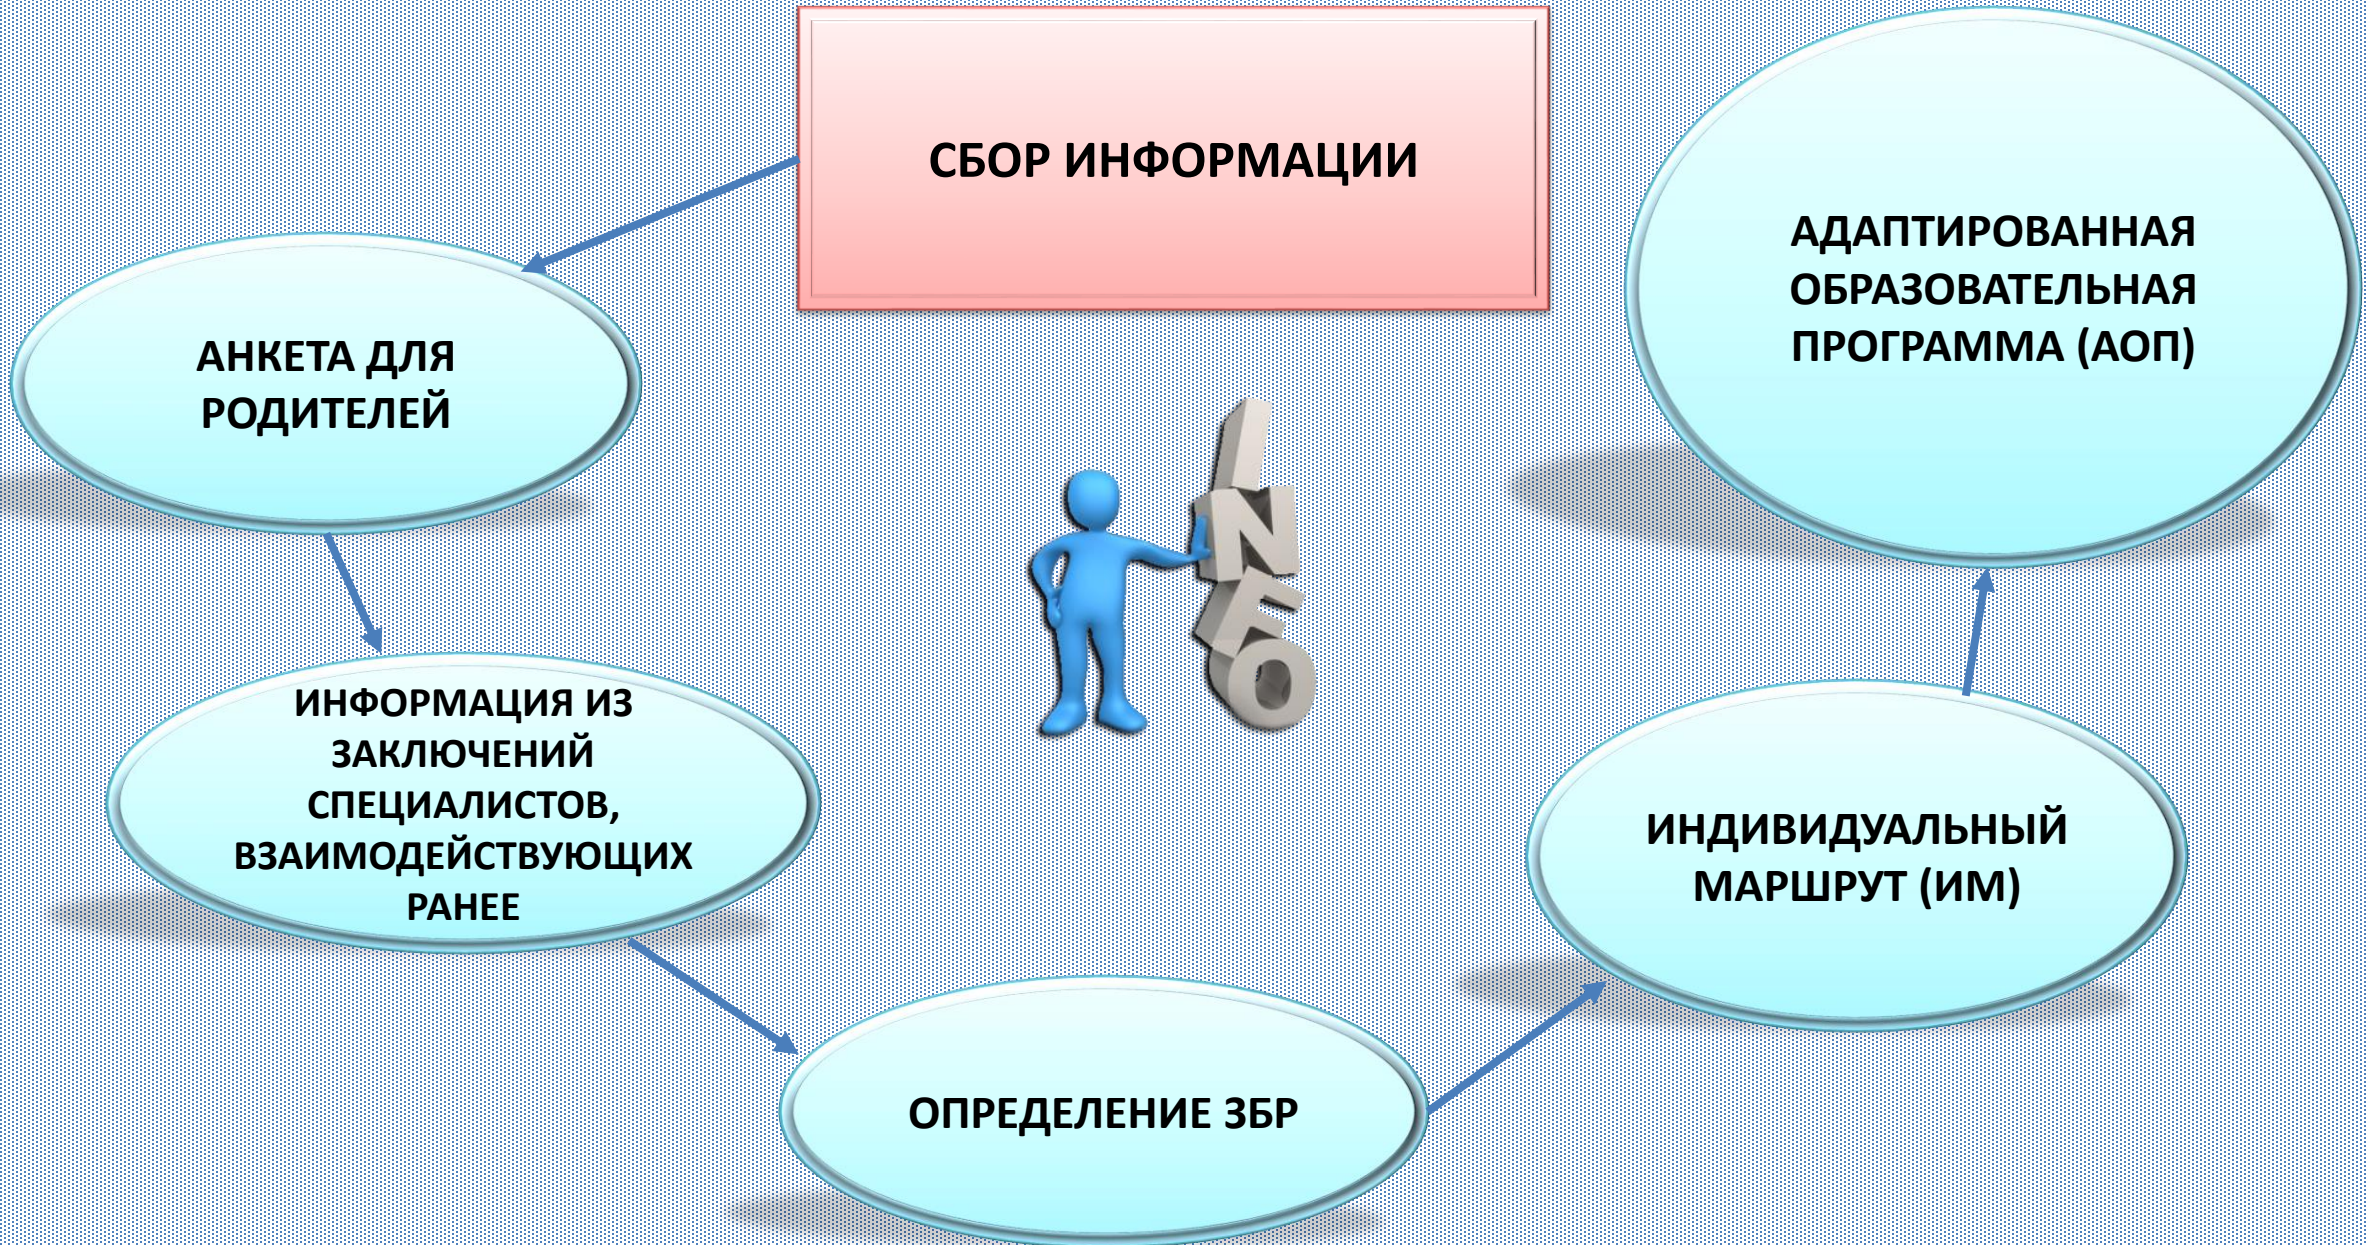 СБОР ИНФОРМАЦИИ
АНКЕТА ДЛЯ
РОДИТЕЛЕЙ
ИНФОРМАЦИЯ ИЗ
ЗАКЛЮЧЕНИЙ
СПЕЦИАЛИСТОВ,
ВЗАИМОДЕЙСТВУЮЩИХ
РАНЕЕ
ОПРЕДЕЛЕНИЕ ЗБР
ИНДИВИДУАЛЬНЫЙ
МАРШРУТ (ИМ)
АДАПТИРОВАННАЯ
ОБРАЗОВАТЕЛЬНАЯ
ПРОГРАММА (АОП)
INFO